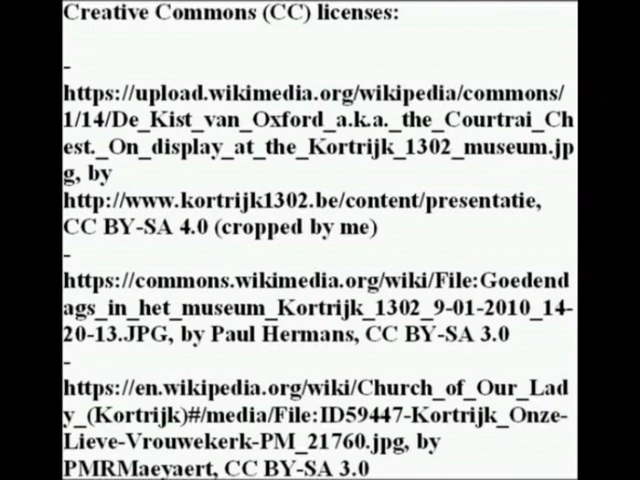 Creative Commons (CC) licenses:
-
https://upload.wikimedia.org/wikipedia/commons/
1/14/De_Kist_van_Oxford_a.k.a._the_Courtrai_Ch
est._On_display_at_the_Kortrijk_1302_museum.jp
g, by
http://www.kortrijk1302.be/content/presentatie,
CC BY-SA 4.0 (cropped by me)
-
https://commons.wikimedia.org/wiki/File:Goedend
ags_in_het_museum_Kortrijk_1302_9-01-2010_14-
20-13.JPG, by Paul Hermans, CC BY-SA 3.0
-
https://en.wikipedia.org/wiki/Church_of_Our_Lad
y_(Kortrijk)#/media/File:ID59447-Kortrijk_Onze-
Lieve-Vrouwekerk-PM_21760.jpg, by
PMRMaeyaert, CC BY-SA 3.0